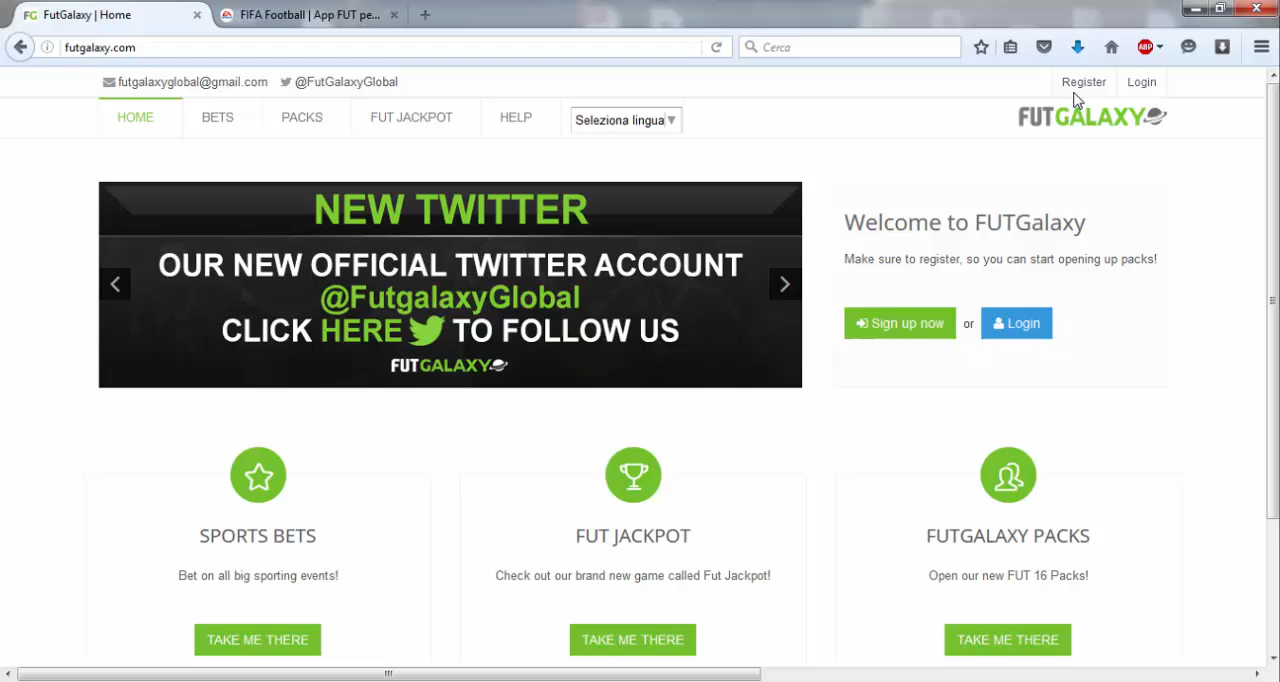 FG FutGalaxy | Home
FIFA Football | App FUT pe...
futgalaxy.com
Cerca
ABP
futgalaxyglobal@gmail.com @FutGalaxyGlobal
Register Login
HOME BETS PACKS FUT JACKPOT HELP Seleziona lingua
FUTGALAXY
NEW TWITTER
OUR NEW OFFICIAL TWITTER ACCOUNT
@FutgalaxyGlobal
CLICK HERE TO FOLLOW US
FUTGALAXY
Welcome to FUTGalaxy
Make sure to register, so you can start opening up packs!
Sign up now or Login
SPORTS BETS
Bet on all big sporting events!
TAKE ME THERE
FUT JACKPOT
Check out our brand new game called Fut Jackpot!
TAKE ME THERE
FUTGALAXY PACKS
Open our new FUT 16 Packs!
TAKE ME THERE